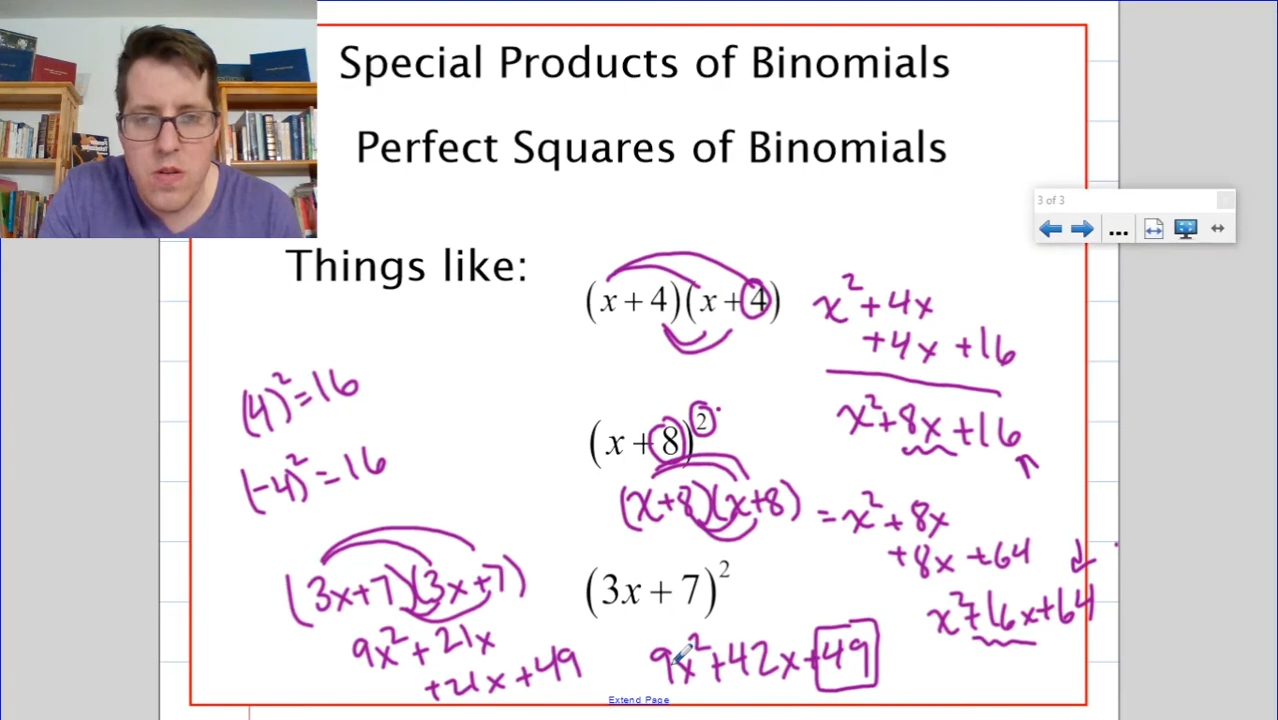 Special Products of Binomials
Perfect Squares of Binomials
3 of 3
...
Things like:
(x + 4)(x + 4)
x² + 4x
+4x +16
x² + 8x + 16
(4)² = 16
(-4)² = 16
(x + 8)²
(x+8)(x+8) = x² + 8x
+8x +64
x² + 16x + 64
(3x+7)(3x+7)
9x² + 21x
+21x + 49
(3x + 7)²
9x² + 42x + 49
Extend Page